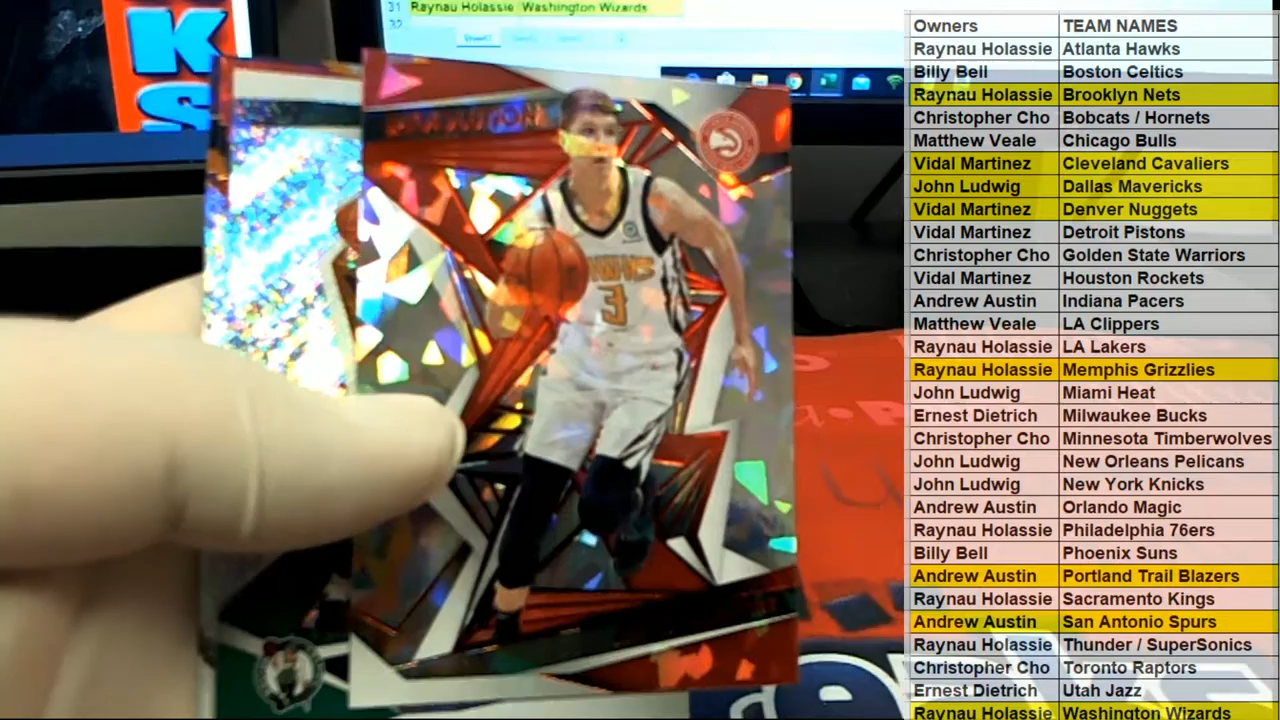 31 Raynau Holassie Washington Wizards
32
K
S
REVOLUTION
HAWKS
3
Owners TEAM NAMES
Raynau Holassie Atlanta Hawks
Billy Bell Boston Celtics
Raynau Holassie Brooklyn Nets
Christopher Cho Bobcats / Hornets
Matthew Veale Chicago Bulls
Vidal Martinez Cleveland Cavaliers
John Ludwig Dallas Mavericks
Vidal Martinez Denver Nuggets
Vidal Martinez Detroit Pistons
Christopher Cho Golden State Warriors
Vidal Martinez Houston Rockets
Andrew Austin Indiana Pacers
Matthew Veale LA Clippers
Raynau Holassie LA Lakers
Raynau Holassie Memphis Grizzlies
John Ludwig Miami Heat
Ernest Dietrich Milwaukee Bucks
Christopher Cho Minnesota Timberwolves
John Ludwig New Orleans Pelicans
John Ludwig New York Knicks
Andrew Austin Orlando Magic
Raynau Holassie Philadelphia 76ers
Billy Bell Phoenix Suns
Andrew Austin Portland Trail Blazers
Raynau Holassie Sacramento Kings
Andrew Austin San Antonio Spurs
Raynau Holassie Thunder / SuperSonics
Christopher Cho Toronto Raptors
Ernest Dietrich Utah Jazz
Raynau Holassie Washington Wizards